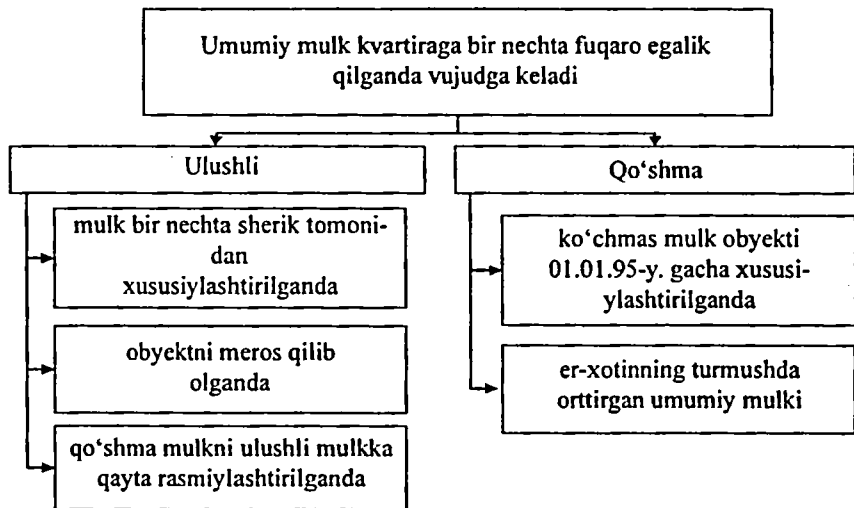 Umumiy mulk kvartiraga bir nechta fuqaro egalik
qilganda vujudga keladi
Ulushli
mulk bir nechta sherik tomoni-
dan
xususiylashtirilganda
obyektni meros qilib
olganda
qo‘shma mulkni ulushli mulkka
qayta rasmiylashtirilganda
Qo‘shma
ko‘chmas mulk obyekti
01.01.95-y. gacha xususi-
ylashtirilganda
er-xotinning turmushda
orttirgan umumiy mulki